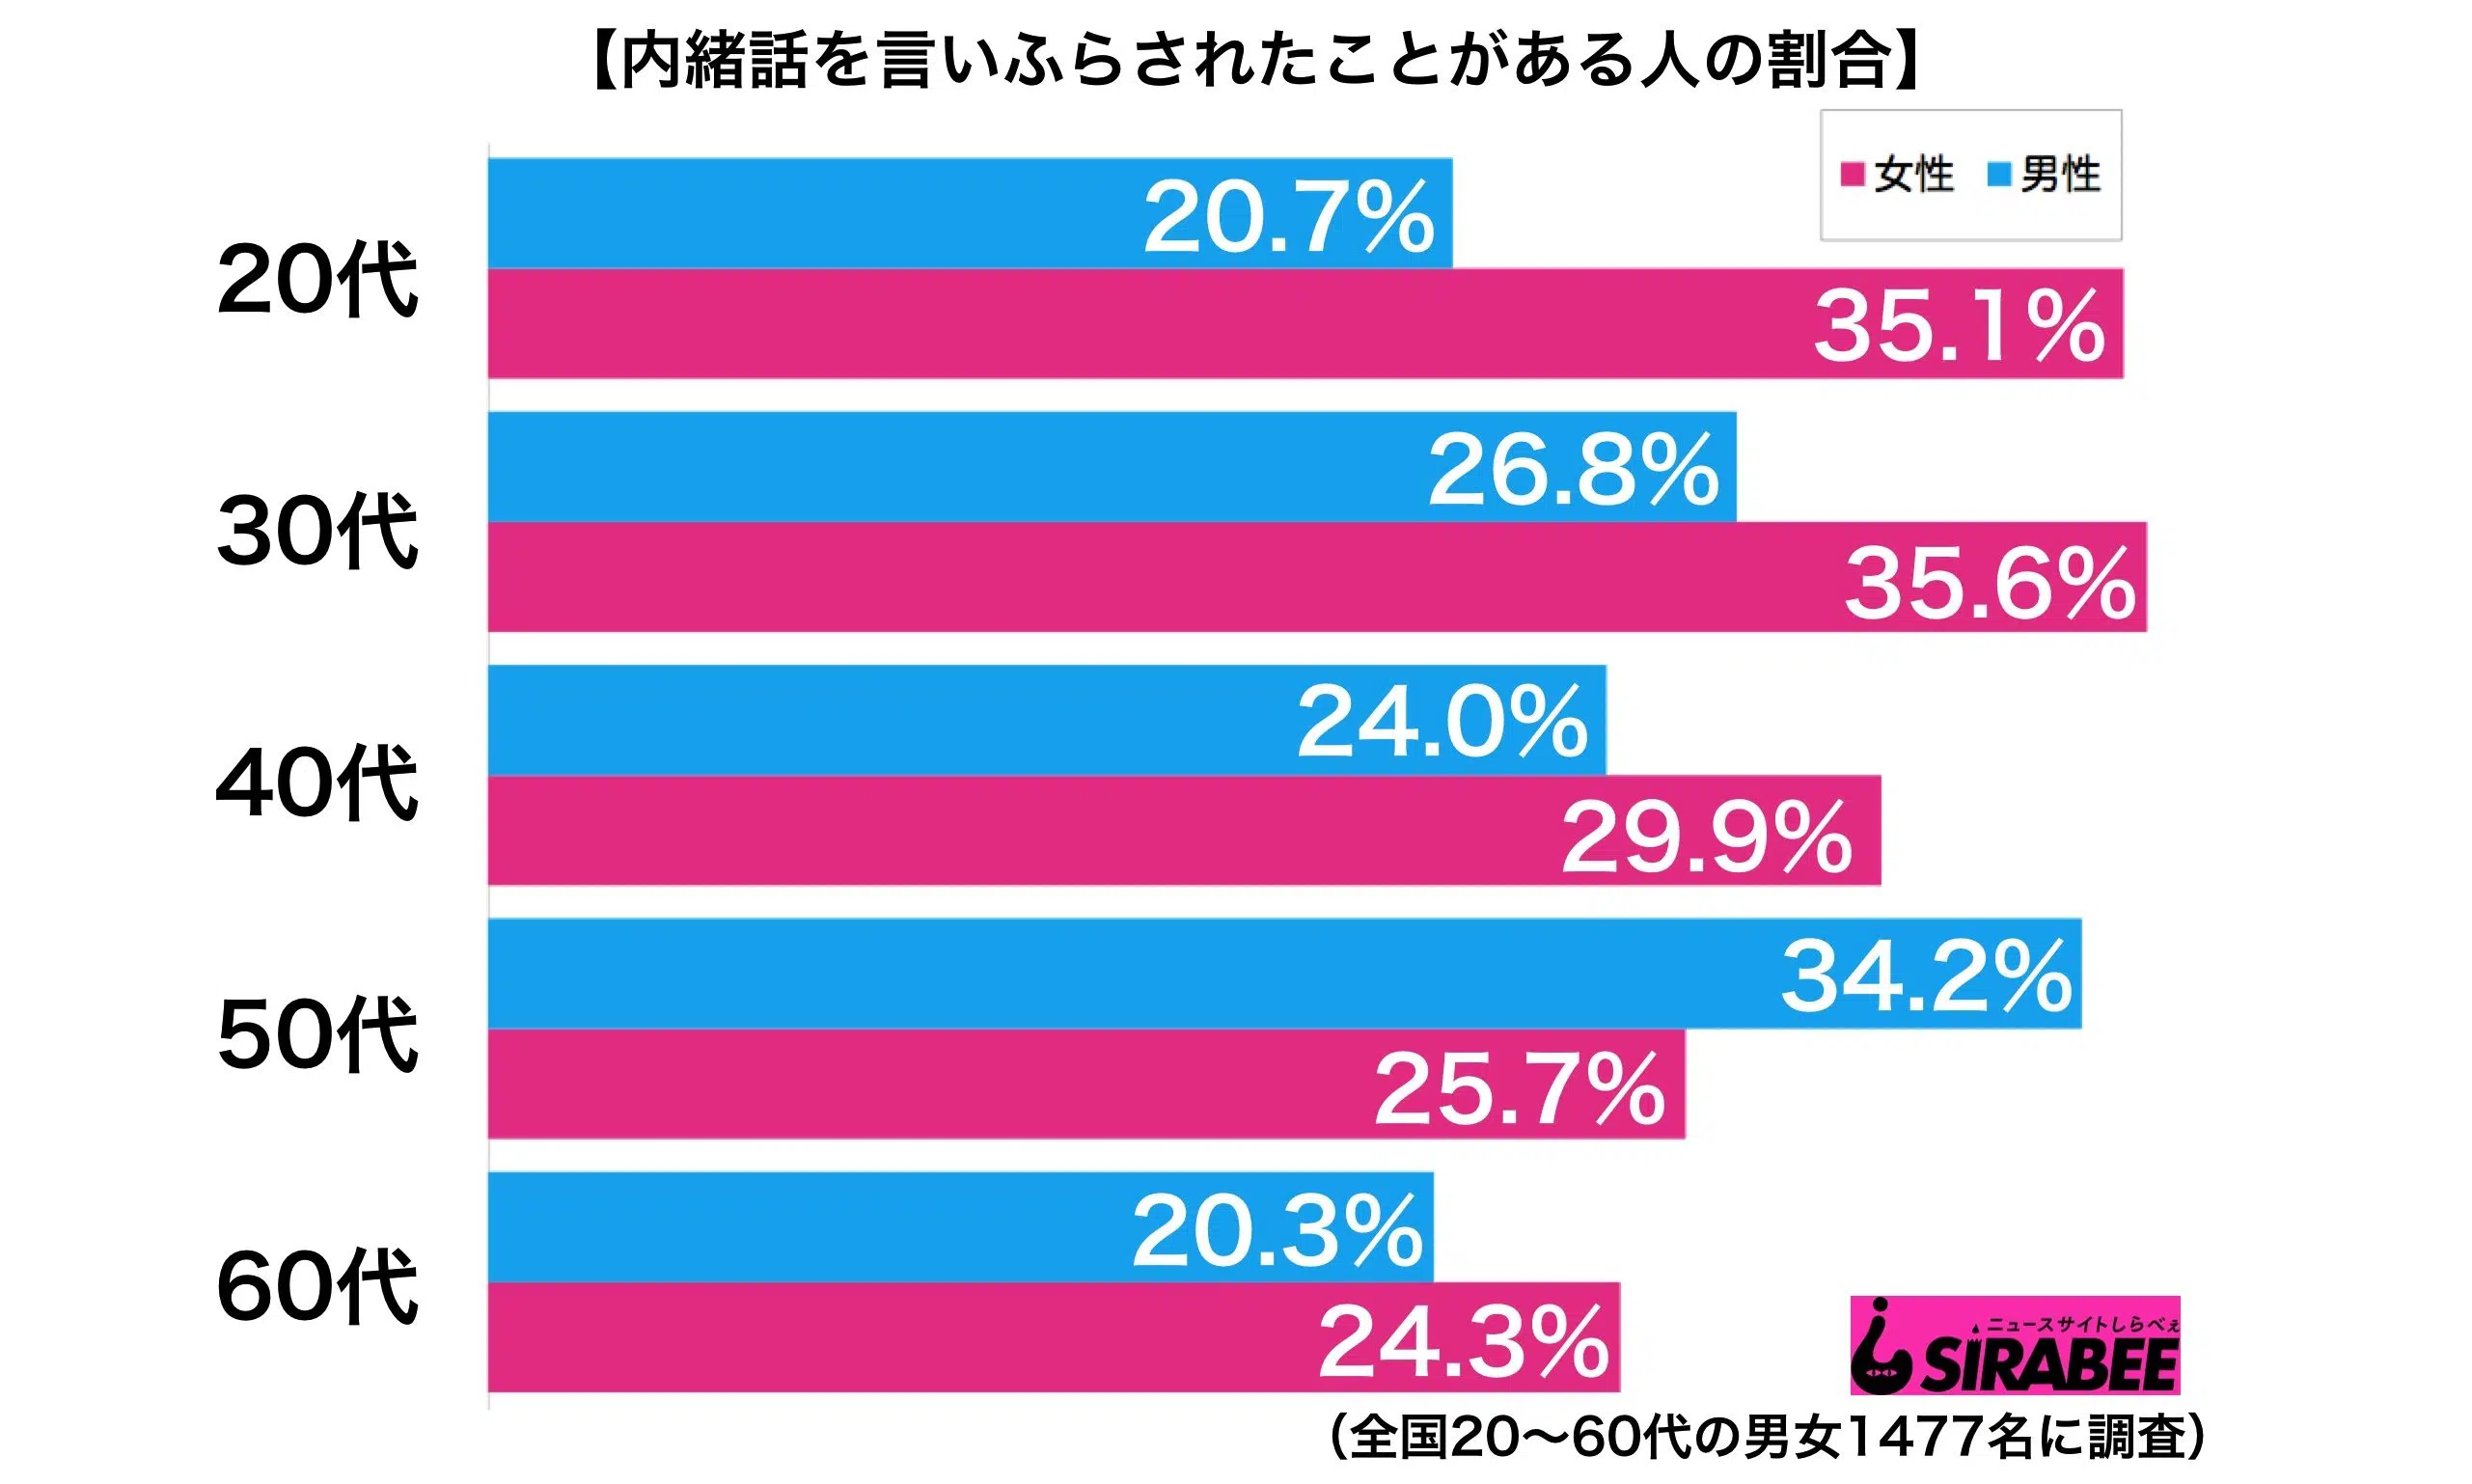 【内緒話を言いふらされたことがある人の割合】
女性 男性
20代
20.7%
35.1%
30代
26.8%
35.6%
40代
24.0%
29.9%
50代
34.2%
25.7%
60代
20.3%
24.3%
ニュースサイトしらべぇ
SIRABEE
(全国20〜60代の男女1477名に調査)